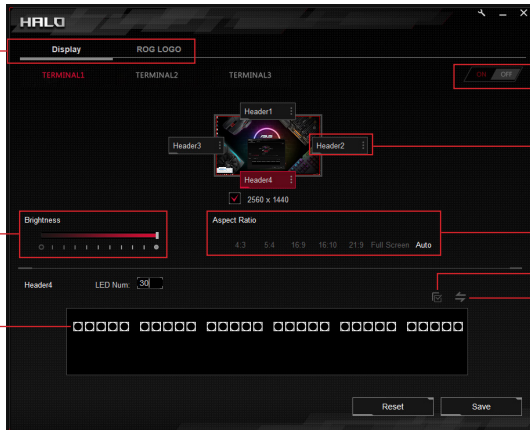 HALO
Display ROG LOGO
TERMINAL1 TERMINAL2 TERMINAL3
ON OFF
Header1
Header3 Header2
Header4
2560 x 1440
Brightness
Aspect Ratio
4:3 5:4 16:9 16:10 21:9 Full Screen Auto
Header4 LED Num: 30
Reset Save